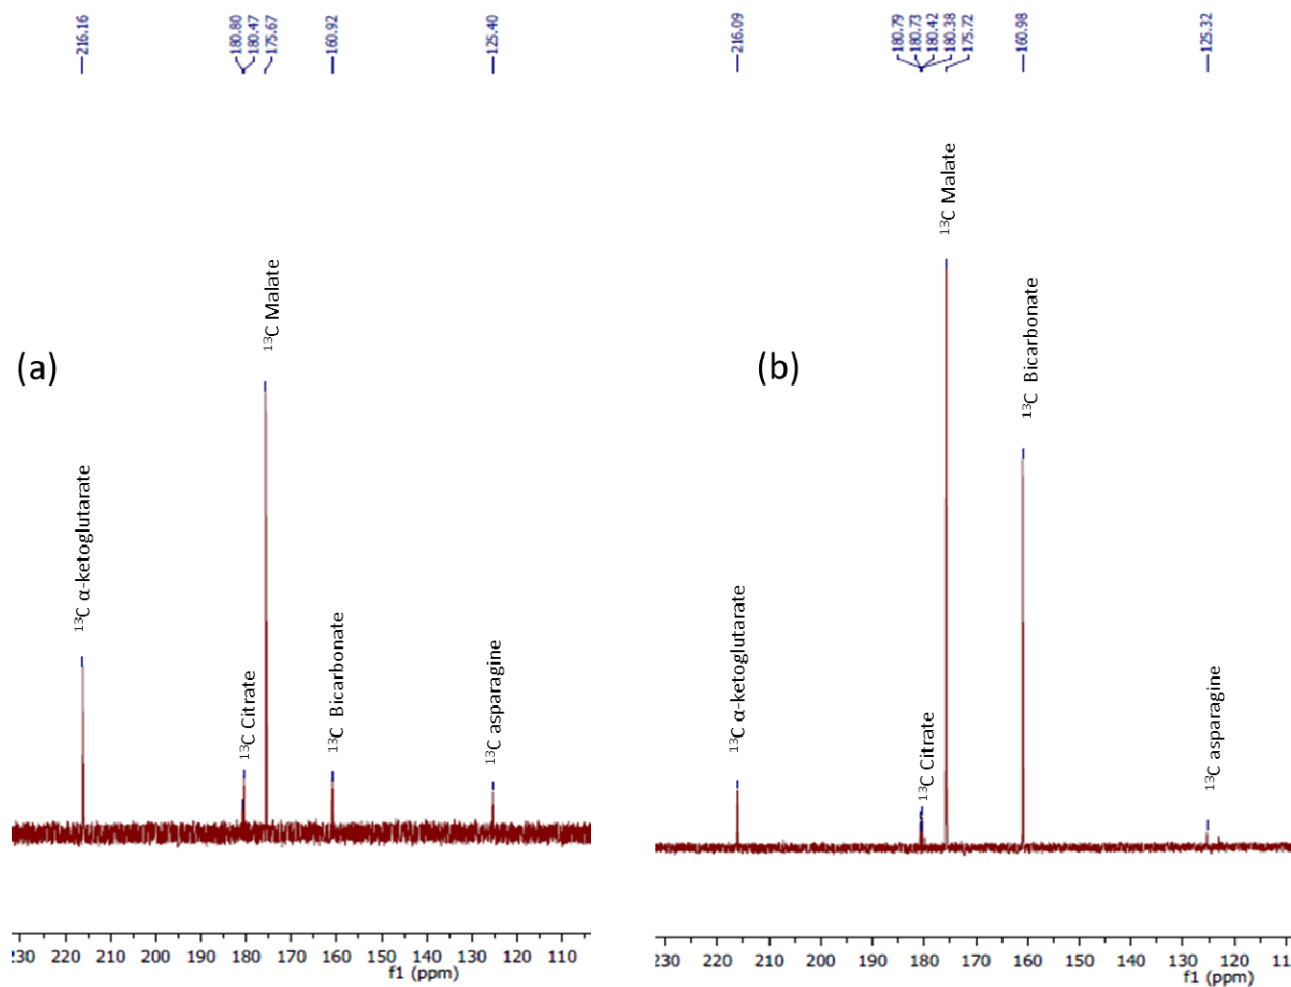 216.16
180.80
180.47
175.67
160.92
125.40
216.09
180.79
180.73
180.42
180.38
175.72
160.98
125.32
(a)
13C α-ketoglutarate
13C Citrate
13C Malate
13C Bicarbonate
13C asparagine
230 220 210 200 190 180 170 160 150 140 130 120 110
f1 (ppm)
(b)
13C α-ketoglutarate
13C Citrate
13C Malate
13C Bicarbonate
13C asparagine
230 220 210 200 190 180 170 160 150 140 130 120 11
f1 (ppm)